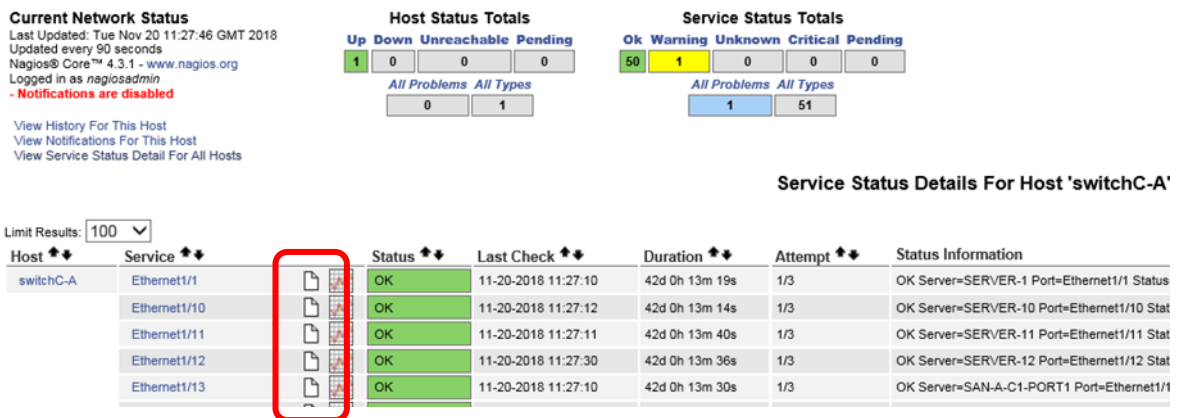 Current Network Status
Last Updated: Tue Nov 20 11:27:46 GMT 2018
Updated every 90 seconds
Nagios® Core™ 4.3.1 - www.nagios.org
Logged in as nagiosadmin
- Notifications are disabled
View History For This Host
View Notifications For This Host
View Service Status Detail For All Hosts
Host Status Totals
Up Down Unreachable Pending
1 0 0 0
All Problems All Types
0 1
Service Status Totals
Ok Warning Unknown Critical Pending
50 1 0 0 0
All Problems All Types
1 51
Service Status Details For Host 'switchC-A'
Limit Results: 100
Host Service Status Last Check Duration Attempt Status Information
switchC-A Ethernet1/1 OK 11-20-2018 11:27:10 42d 0h 13m 19s 1/3 OK Server=SERVER-1 Port=Ethernet1/1 Status
Ethernet1/10 OK 11-20-2018 11:27:12 42d 0h 13m 14s 1/3 OK Server=SERVER-10 Port=Ethernet1/10 Stat
Ethernet1/11 OK 11-20-2018 11:27:11 42d 0h 13m 40s 1/3 OK Server=SERVER-11 Port=Ethernet1/11 Stat
Ethernet1/12 OK 11-20-2018 11:27:30 42d 0h 13m 36s 1/3 OK Server=SERVER-12 Port=Ethernet1/12 Stat
Ethernet1/13 OK 11-20-2018 11:27:10 42d 0h 13m 30s 1/3 OK Server=SAN-A-C1-PORT1 Port=Ethernet1/1